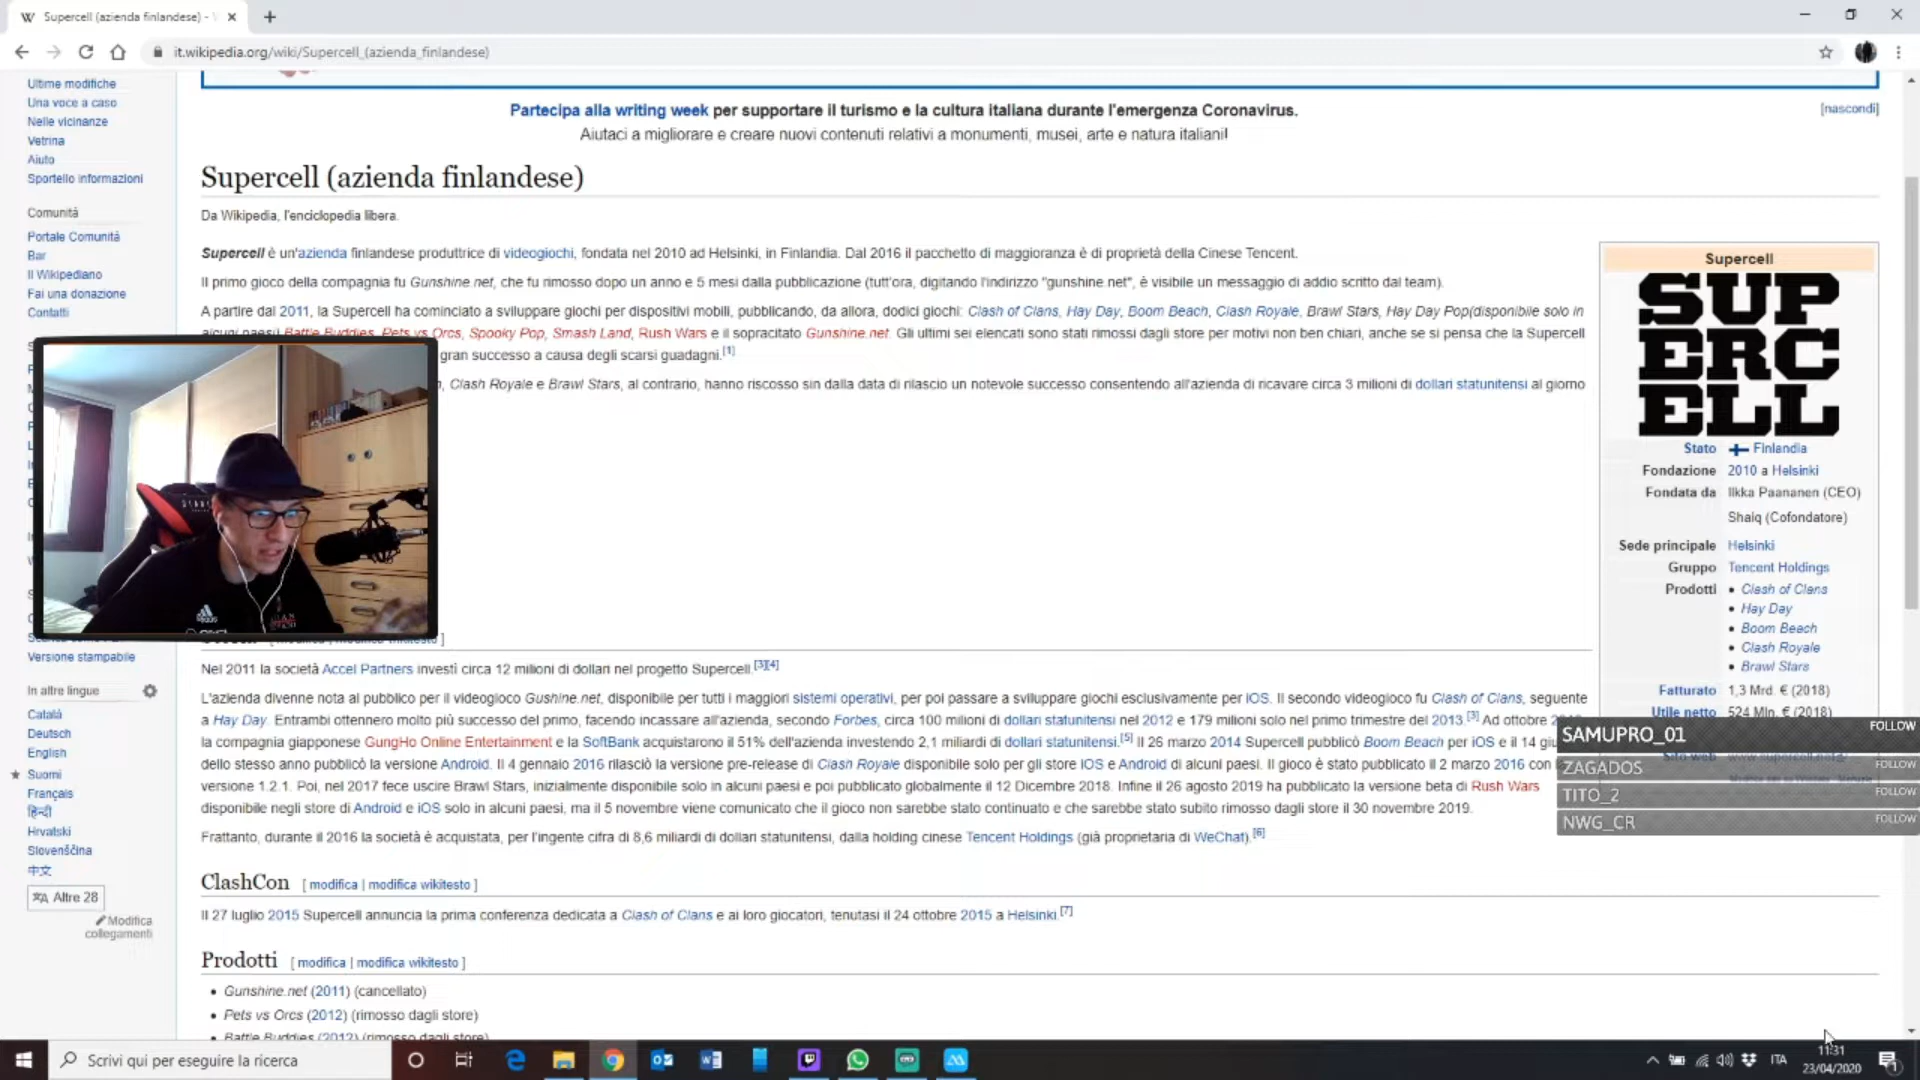 Supercell (azienda finlandese) -
it.wikipedia.org/wiki/Supercell_(azienda_finlandese)
Ultime modifiche
Una voce a caso
Nelle vicinanze
Vetrina
Aiuto
Sportello informazioni
Comunità
Portale Comunità
Bar
Il Wikipediano
Fai una donazione
Contatti
Versione stampabile
In altre lingue
Català
Deutsch
English
Suomi
Français
हिन्दी
Hrvatski
Slovenščina
中文
Altre 28
Modifica
collegamenti
Partecipa alla writing week per supportare il turismo e la cultura italiana durante l'emergenza Coronavirus.
[nascondi]
Aiutaci a migliorare e creare nuovi contenuti relativi a monumenti, musei, arte e natura italiani!
Supercell (azienda finlandese)
Da Wikipedia, l'enciclopedia libera.
Supercell è un'azienda finlandese produttrice di videogiochi, fondata nel 2010 ad Helsinki, in Finlandia. Dal 2016 il pacchetto di maggioranza è di proprietà della Cinese Tencent.
Il primo gioco della compagnia fu Gunshine net, che fu rimosso dopo un anno e 5 mesi dalla pubblicazione (tutt'ora, digitando l'indirizzo "gunshine.net", è visibile un messaggio di addio scritto dal team).
A partire dal 2011, la Supercell ha cominciato a sviluppare giochi per dispositivi mobili, pubblicando, da allora, dodici giochi: Clash of Clans, Hay Day, Boom Beach, Clash Royale, Brawl Stars, Hay Day Pop(disponibile solo in
alcuni paesi) Battle Buddies, Pets vs Orcs, Spooky Pop, Smash Land, Rush Wars e il sopracitato Gunshine.net. Gli ultimi sei elencati sono stati rimossi dagli store per motivi non ben chiari, anche se si pensa che la Supercell
gran successo a causa degli scarsi guadagni.[1]
Clash Royale e Brawl Stars, al contrario, hanno riscosso sin dalla data di rilascio un notevole successo consentendo all'azienda di ricavare circa 3 milioni di dollari statunitensi al giorno
Nel 2011 la società Accel Partners investì circa 12 milioni di dollari nel progetto Supercell.[3][4]
L'azienda divenne nota al pubblico per il videogioco Gushine.net, disponibile per tutti i maggiori sistemi operativi, per poi passare a sviluppare giochi esclusivamente per iOS. Il secondo videogioco fu Clash of Clans, seguente
a Hay Day. Entrambi ottennero molto più successo del primo, facendo incassare all'azienda, secondo Forbes, circa 100 milioni di dollari statunitensi nel 2012 e 179 milioni solo nel primo trimestre del 2013.[3] Ad ottobre
la compagnia giapponese GungHo Online Entertainment e la SoftBank acquistarono il 51% dell'azienda investendo 2,1 miliardi di dollari statunitensi.[5] Il 26 marzo 2014 Supercell pubblicò Boom Beach per iOS e il 14
dello stesso anno pubblicò la versione Android. Il 4 gennaio 2016 rilasciò la versione pre-release di Clash Royale disponibile solo per gli store IOS e Android di alcuni paesi. Il gioco è stato pubblicato il 2 marzo 2016 con
versione 1.2.1. Poi, nel 2017 fece uscire Brawl Stars, inizialmente disponibile solo in alcuni paesi e poi pubblicato globalmente il 12 Dicembre 2018. Infine il 26 agosto 2019 ha pubblicato la versione beta di Rush Wars
disponibile negli store di Android e iOS solo in alcuni paesi, ma il 5 novembre viene comunicato che il gioco non sarebbe stato continuato e che sarebbe stato subito rimosso dagli store il 30 novembre 2019.
Frattanto, durante il 2016 la società è acquistata, per l'ingente cifra di 8,6 miliardi di dollari statunitensi, dalla holding cinese Tencent Holdings (già proprietaria di WeChat).[6]
ClashCon [ modifica | modifica wikitesto ]
Il 27 luglio 2015 Supercell annuncia la prima conferenza dedicata a Clash of Clans e ai loro giocatori, tenutasi il 24 ottobre 2015 a Helsinki.[7]
Prodotti [ modifica | modifica wikitesto ]
Gunshine.net (2011) (cancellato)
Pets vs Orcs (2012) (rimosso dagli store)
Battle Buddies (2012) (rimosso dagli store)
Supercell
SUP
ERC
ELL
Stato Finlandia
Fondazione 2010 a Helsinki
Fondata da Ilkka Paananen (CEO)
Shaiq (Cofondatore)
Sede principale Helsinki
Gruppo Tencent Holdings
Prodotti • Clash of Clans
• Hay Day
• Boom Beach
• Clash Royale
• Brawl Stars
Fatturato 1,3 Mrd. € (2018)
Utile netto 524 Mln. € (2018)
Sito web www.supercell.net
SAMUPRO_01 FOLLOW
ZAGADOS FOLLOW
TITO_2 FOLLOW
NWG_CR FOLLOW
Scrivi qui per eseguire la ricerca
ITA
11:31
23/04/2020